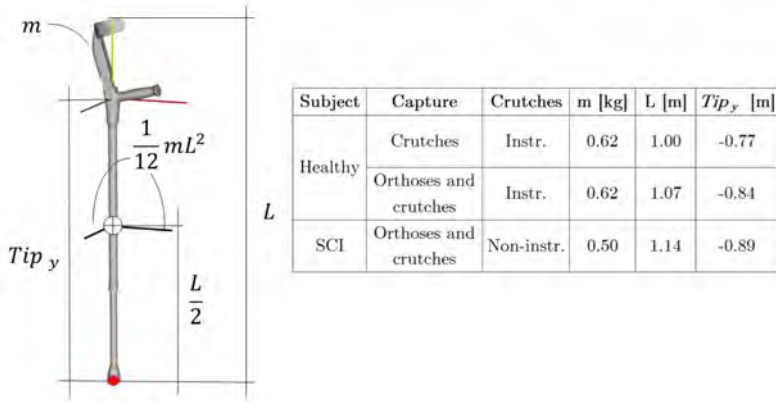 m
1/12 mL²
L
Tip y
L/2
Subject Capture Crutches m [kg] L [m] Tip y [m]
Healthy Crutches Instr. 0.62 1.00 -0.77
Orthoses and crutches Instr. 0.62 1.07 -0.84
SCI Orthoses and crutches Non-instr. 0.50 1.14 -0.89